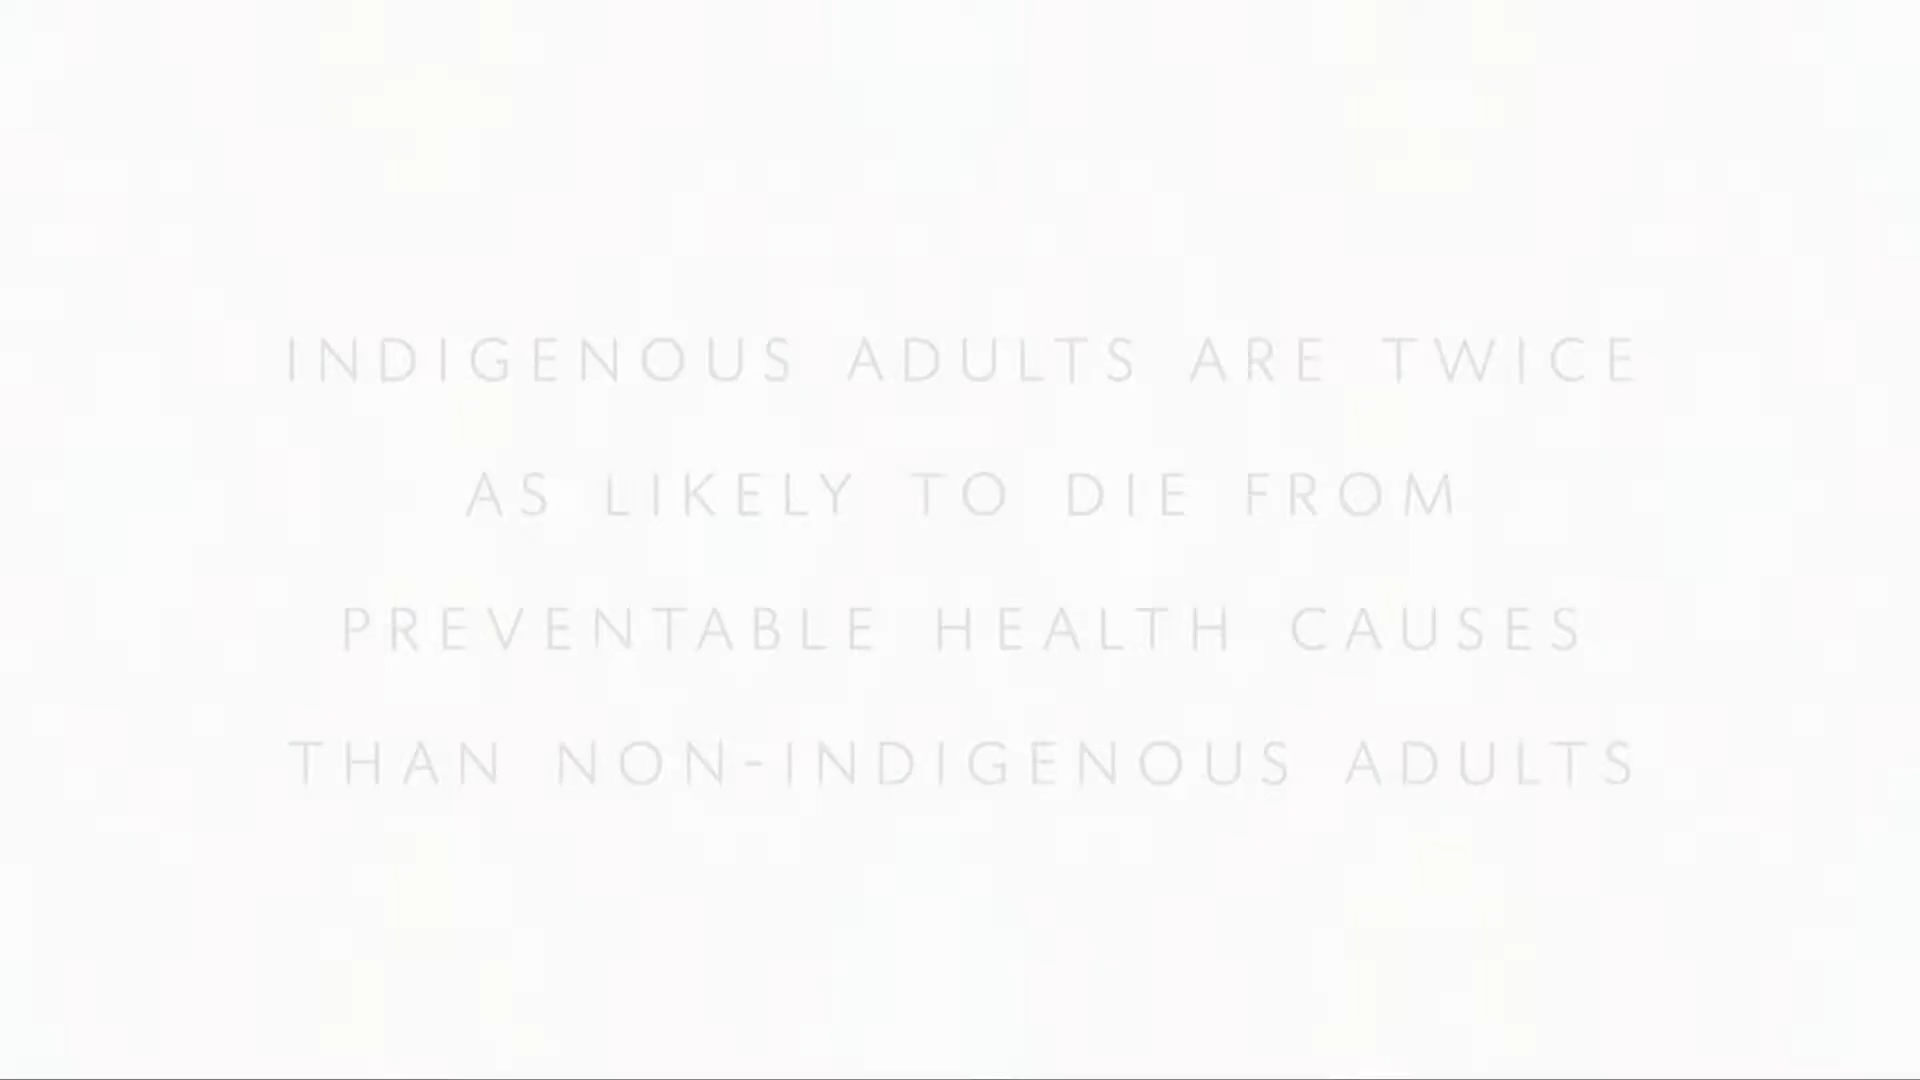 INDIGENOUS ADULTS ARE TWICE
AS LIKELY TO DIE FROM
PREVENTABLE HEALTH CAUSES
THAN NON-INDIGENOUS ADULTS